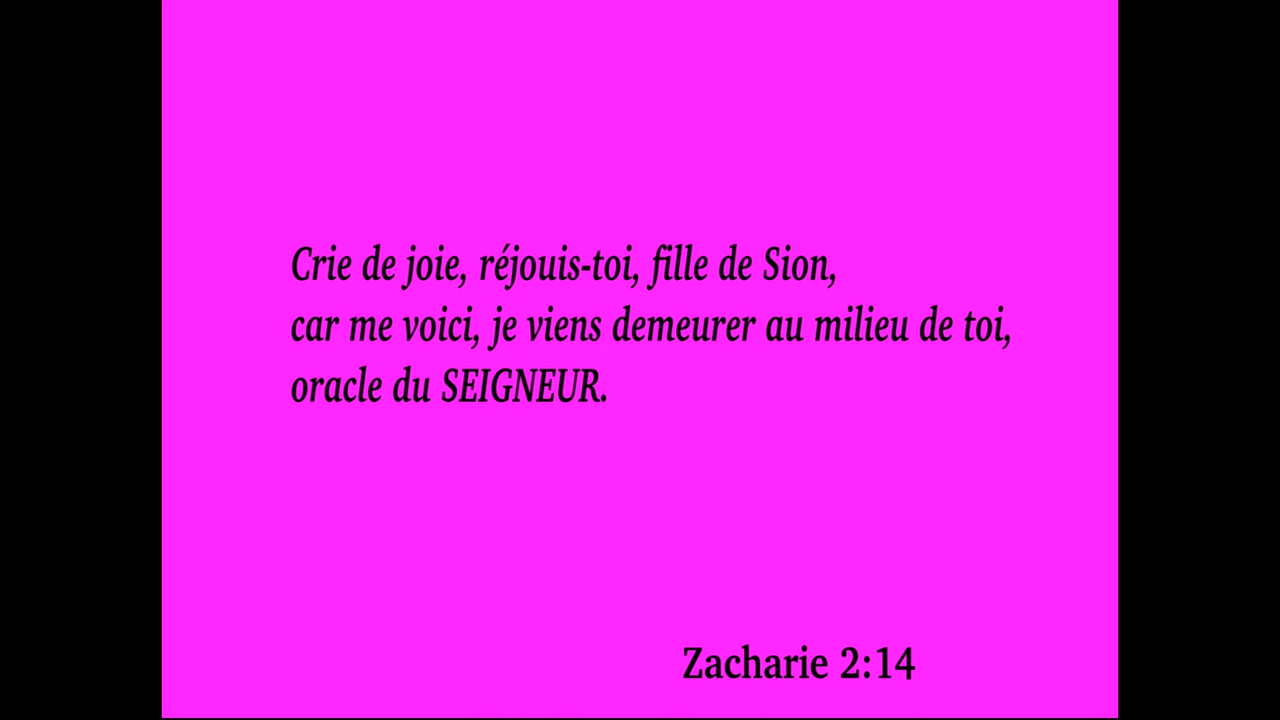 Crie de joie, réjouis-toi, fille de Sion,
car me voici, je viens demeurer au milieu de toi,
oracle du SEIGNEUR.
Zacharie 2:14